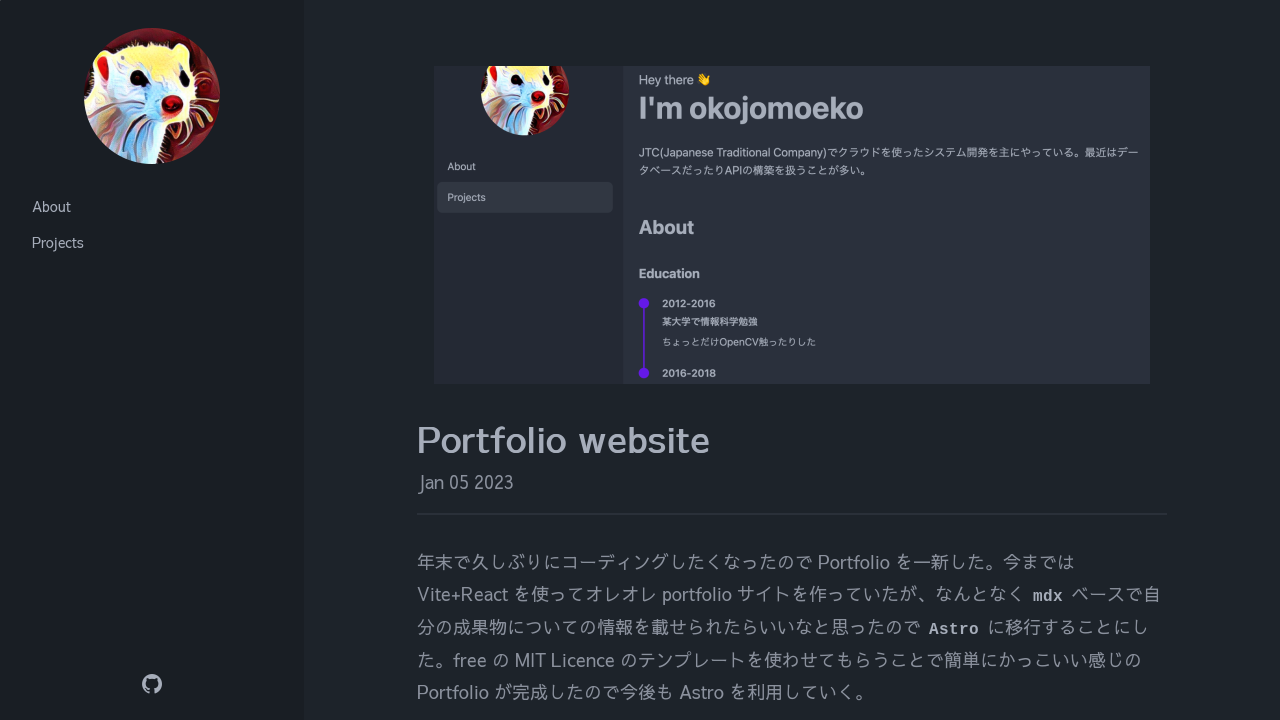 About
Projects
Hey there 👋
I'm okojomoeko
JTC(Japanese Traditional Company)でクラウドを使ったシステム開発を主にやっている。最近はデー
タベースだったりAPIの構築を扱うことが多い。
About
Projects
About
Education
2012-2016
某大学で情報科学勉強
ちょっとだけOpenCV触ったりした
2016-2018
Portfolio website
Jan 05 2023
年末で久しぶりにコーディングしたくなったので Portfolio を一新した。今までは
Vite+React を使ってオレオレ portfolio サイトを作っていたが、なんとなく mdx ベースで自
分の成果物についての情報を載せられたらいいなと思ったので Astro に移行することにし
た。free の MIT Licence のテンプレートを使わせてもらうことで簡単にかっこいい感じの
Portfolio が完成したので今後も Astro を利用していく。